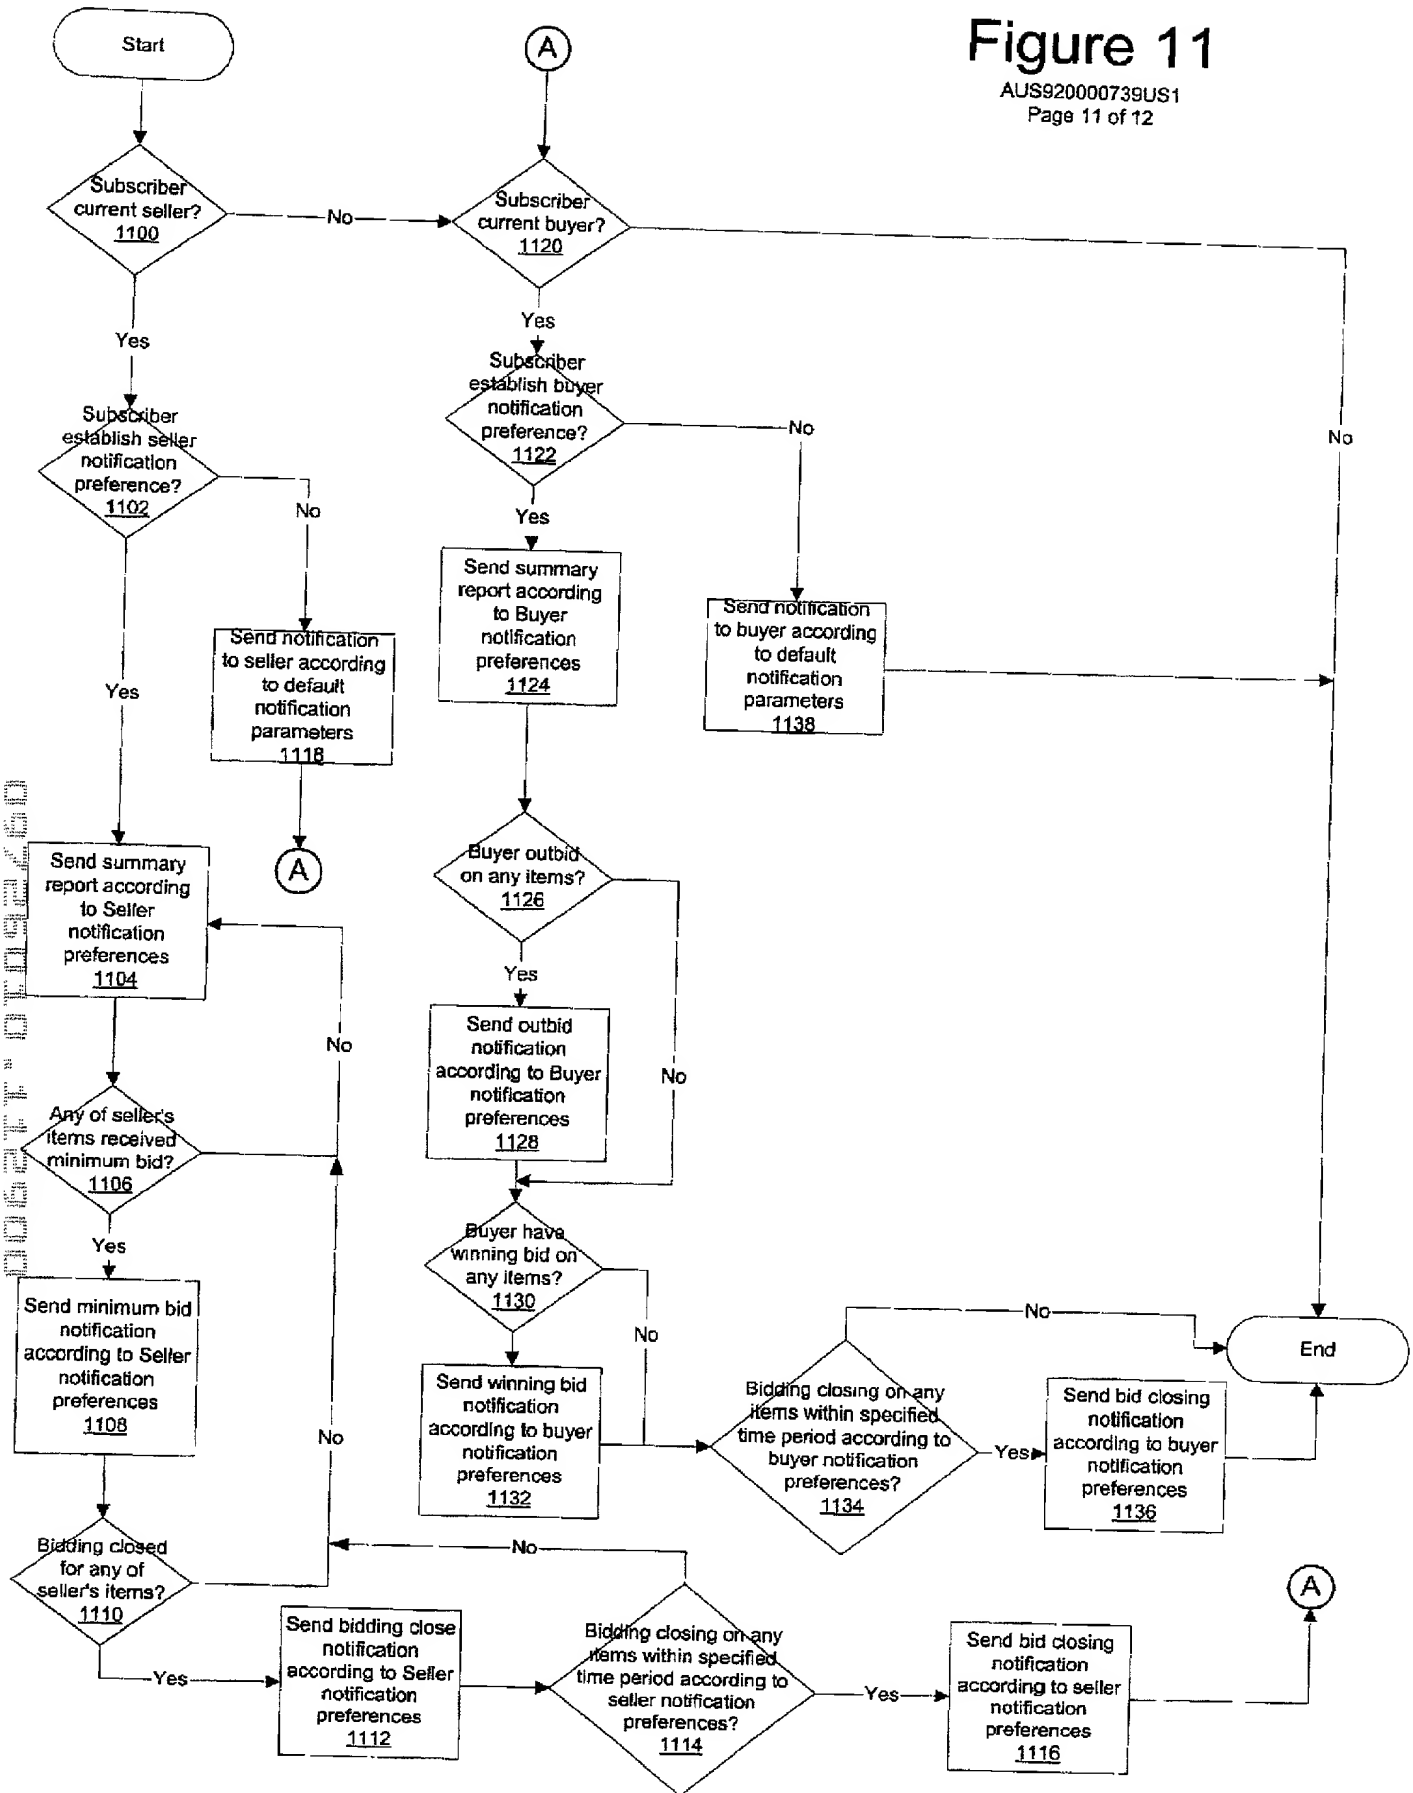 Figure 11
AUS920000739US1
Page 11 of 12
Start
Subscriber
current seller?
1100
No
Yes
Subscriber
establish seller
notification
preference?
1102
No
Send notification
to seller according
to default
notification
parameters
1118
A
Yes
Send summary
report according
to Seller
notification
preferences
1104
Any of seller's
items received
minimum bid?
1106
No
Yes
Send minimum bid
notification
according to Seller
notification
preferences
1108
Bidding closed
for any of
seller's items?
1110
No
Yes
Send bidding close
notification
according to Seller
notification
preferences
1112
Bidding closing on any
items within specified
time period according to
seller notification
preferences?
1114
No
Yes
Send bid closing
notification
according to seller
notification
preferences
1116
A
A
Subscriber
current buyer?
1120
No
Yes
Subscriber
establish buyer
notification
preference?
1122
No
Send notification
to buyer according
to default
notification
parameters
1138
Yes
Send summary
report according
to Buyer
notification
preferences
1124
Buyer outbid
on any items?
1126
No
Yes
Send outbid
notification
according to Buyer
notification
preferences
1128
Buyer have
winning bid on
any items?
1130
No
Send winning bid
notification
according to buyer
notification
preferences
1132
Bidding closing on any
items within specified
time period according to
buyer notification
preferences?
1134
No
Yes
Send bid closing
notification
according to buyer
notification
preferences
1136
End